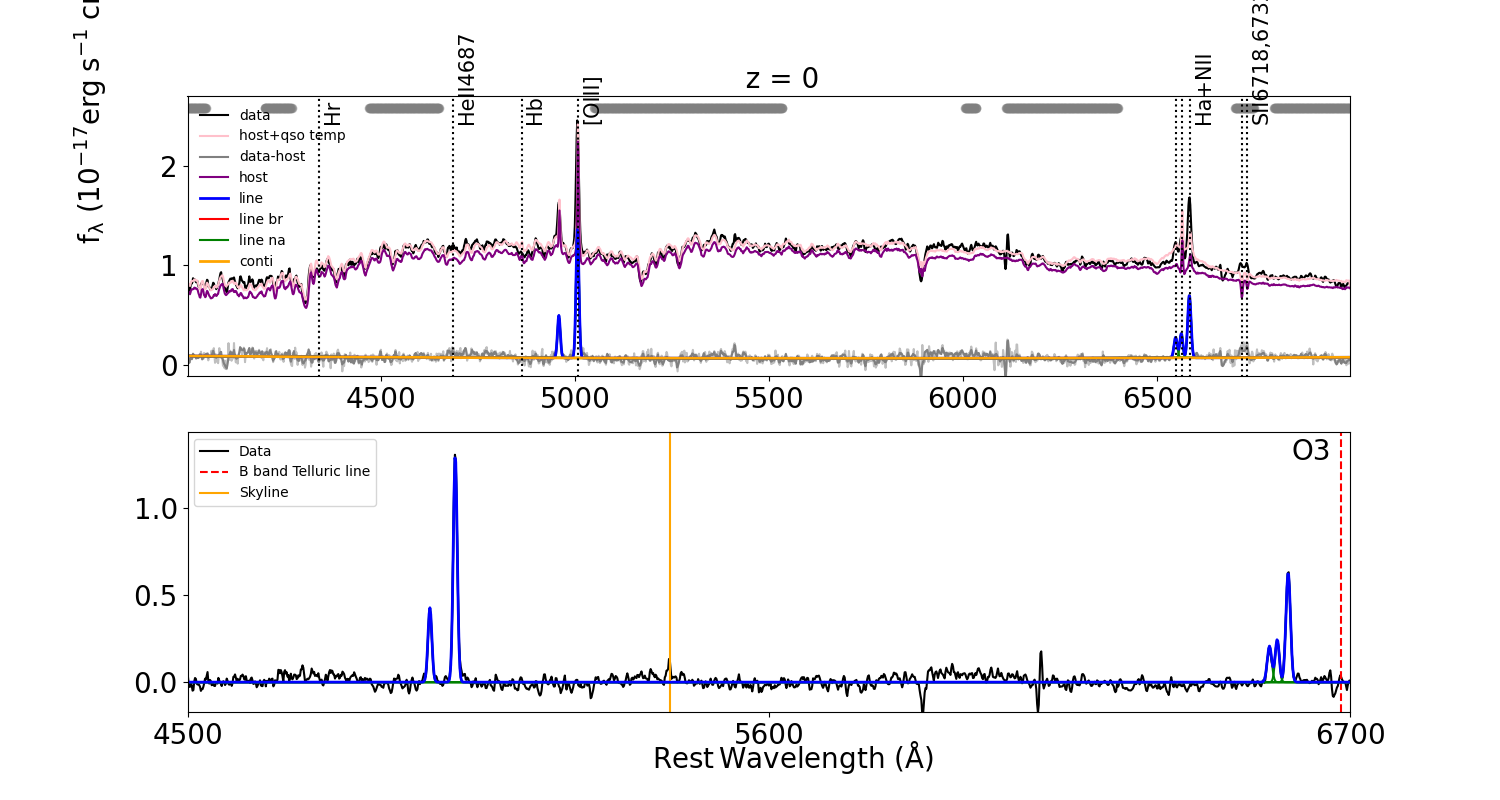 z = 0
f_λ (10^−17 erg s^−1
Hr
HeII4687
Hb
[OIII]
Ha+NII
SII6718,673
data
host+qso temp
data-host
host
line
line br
line na
conti
2
1
0
4500 5000 5500 6000 6500
O3
Data
B band Telluric line
Skyline
1.0
0.5
0.0
4500 5600 6700
Rest Wavelength (Å)